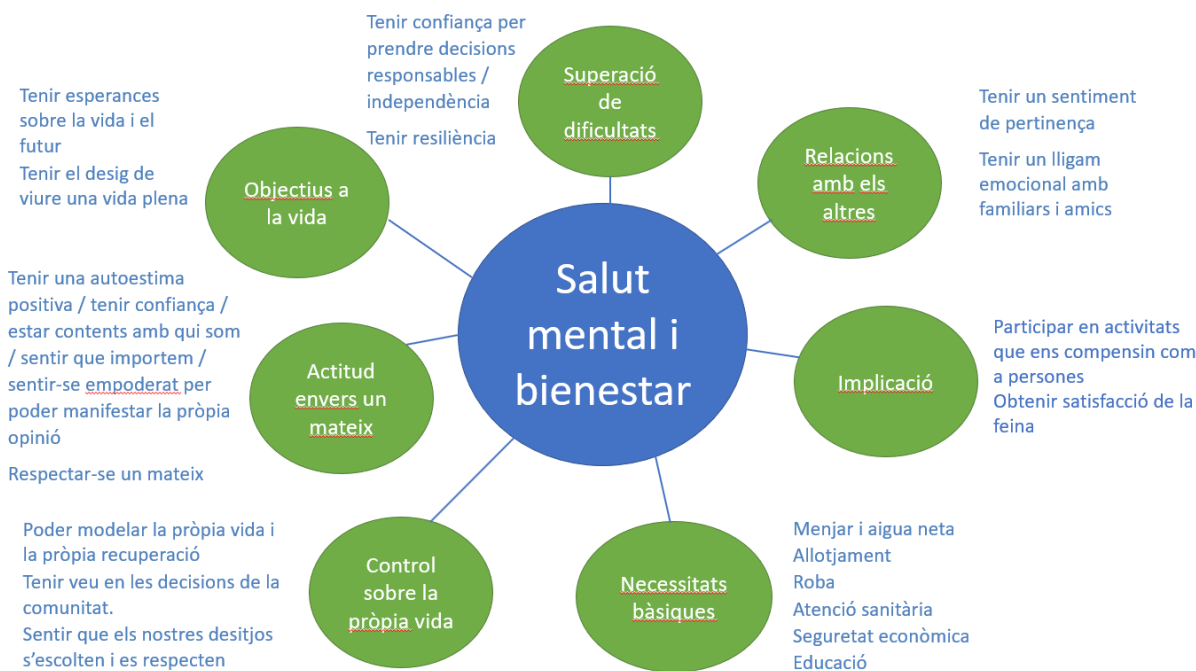 Tenir confiança per
prendre decisions
responsables /
independència
Tenir resiliència
Superació
de
dificultats
Tenir un sentiment
de pertinença
Tenir un lligam
emocional amb
familiars i amics
Relacions
amb els
altres
Tenir esperances
sobre la vida i el
futur
Tenir el desig de
viure una vida plena
Objectius a
la vida
Salut
mental i
bienestar
Tenir una autoestima
positiva / tenir confiança /
estar contents amb qui som
/ sentir que importem /
sentir-se empoderat per
poder manifestar la pròpia
opinió
Respectar-se un mateix
Actitud
envers un
mateix
Implicació
Participar en activitats
que ens compensin com
a persones
Obtenir satisfacció de la
feina
Poder modelar la pròpia vida i
la pròpia recuperació
Tenir veu en les decisions de la
comunitat.
Sentir que els nostres desitjos
s’escolten i es respecten
Control
sobre la
pròpia vida
Necessitats
bàsiques
Menjar i aigua neta
Allotjament
Roba
Atenció sanitària
Seguretat econòmica
Educació